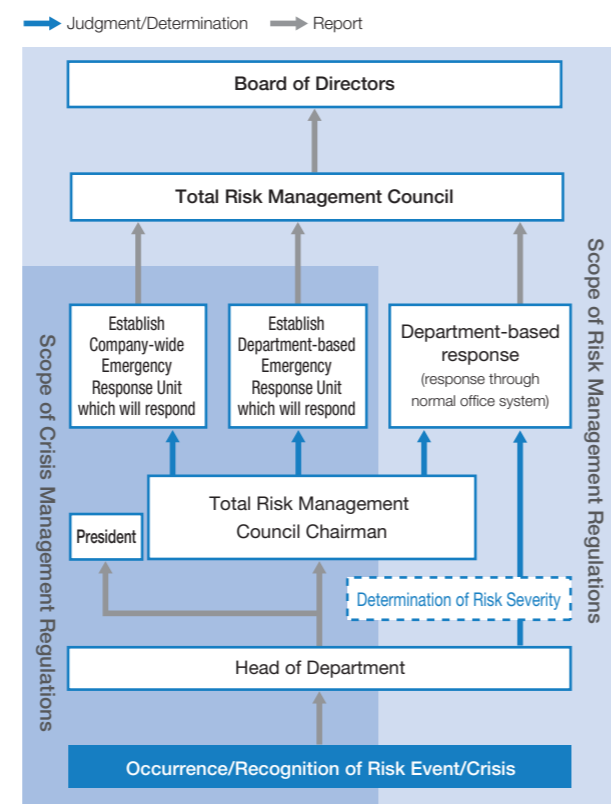 Judgment/Determination
Report
Board of Directors
Total Risk Management Council
Scope of Risk Management Regulations
Scope of Crisis Management Regulations
Establish
Company-wide
Emergency
Response Unit
which will respond
Establish
Department-based
Emergency
Response Unit
which will respond
Department-based
response
(response through
normal office system)
Total Risk Management
Council Chairman
President
Determination of Risk Severity
Head of Department
Occurrence/Recognition of Risk Event/Crisis